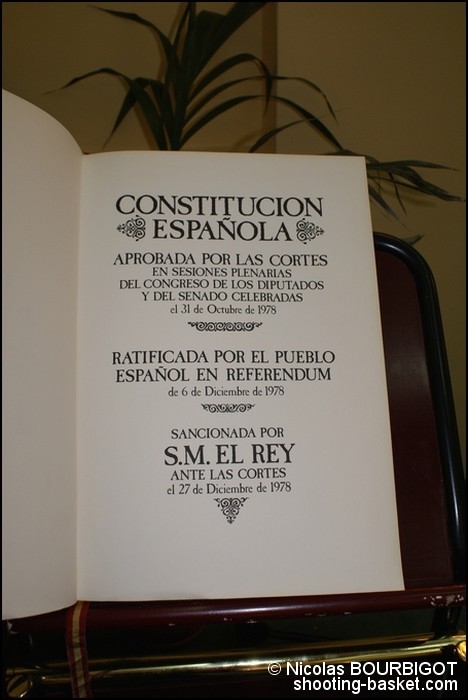 CONSTITUCION
ESPAÑOLA
APROBADA POR LAS CORTES
EN SESIONES PLENARIAS
DEL CONGRESO DE LOS DIPUTADOS
Y DEL SENADO CELEBRADAS
el 31 de Octubre de 1978
RATIFICADA POR EL PUEBLO
ESPAÑOL EN REFERENDUM
de 6 de Diciembre de 1978
SANCIONADA POR
S.M. EL REY
ANTE LAS CORTES
el 27 de Diciembre de 1978
© Nicolas BOURBIGOT
shooting-basket.com